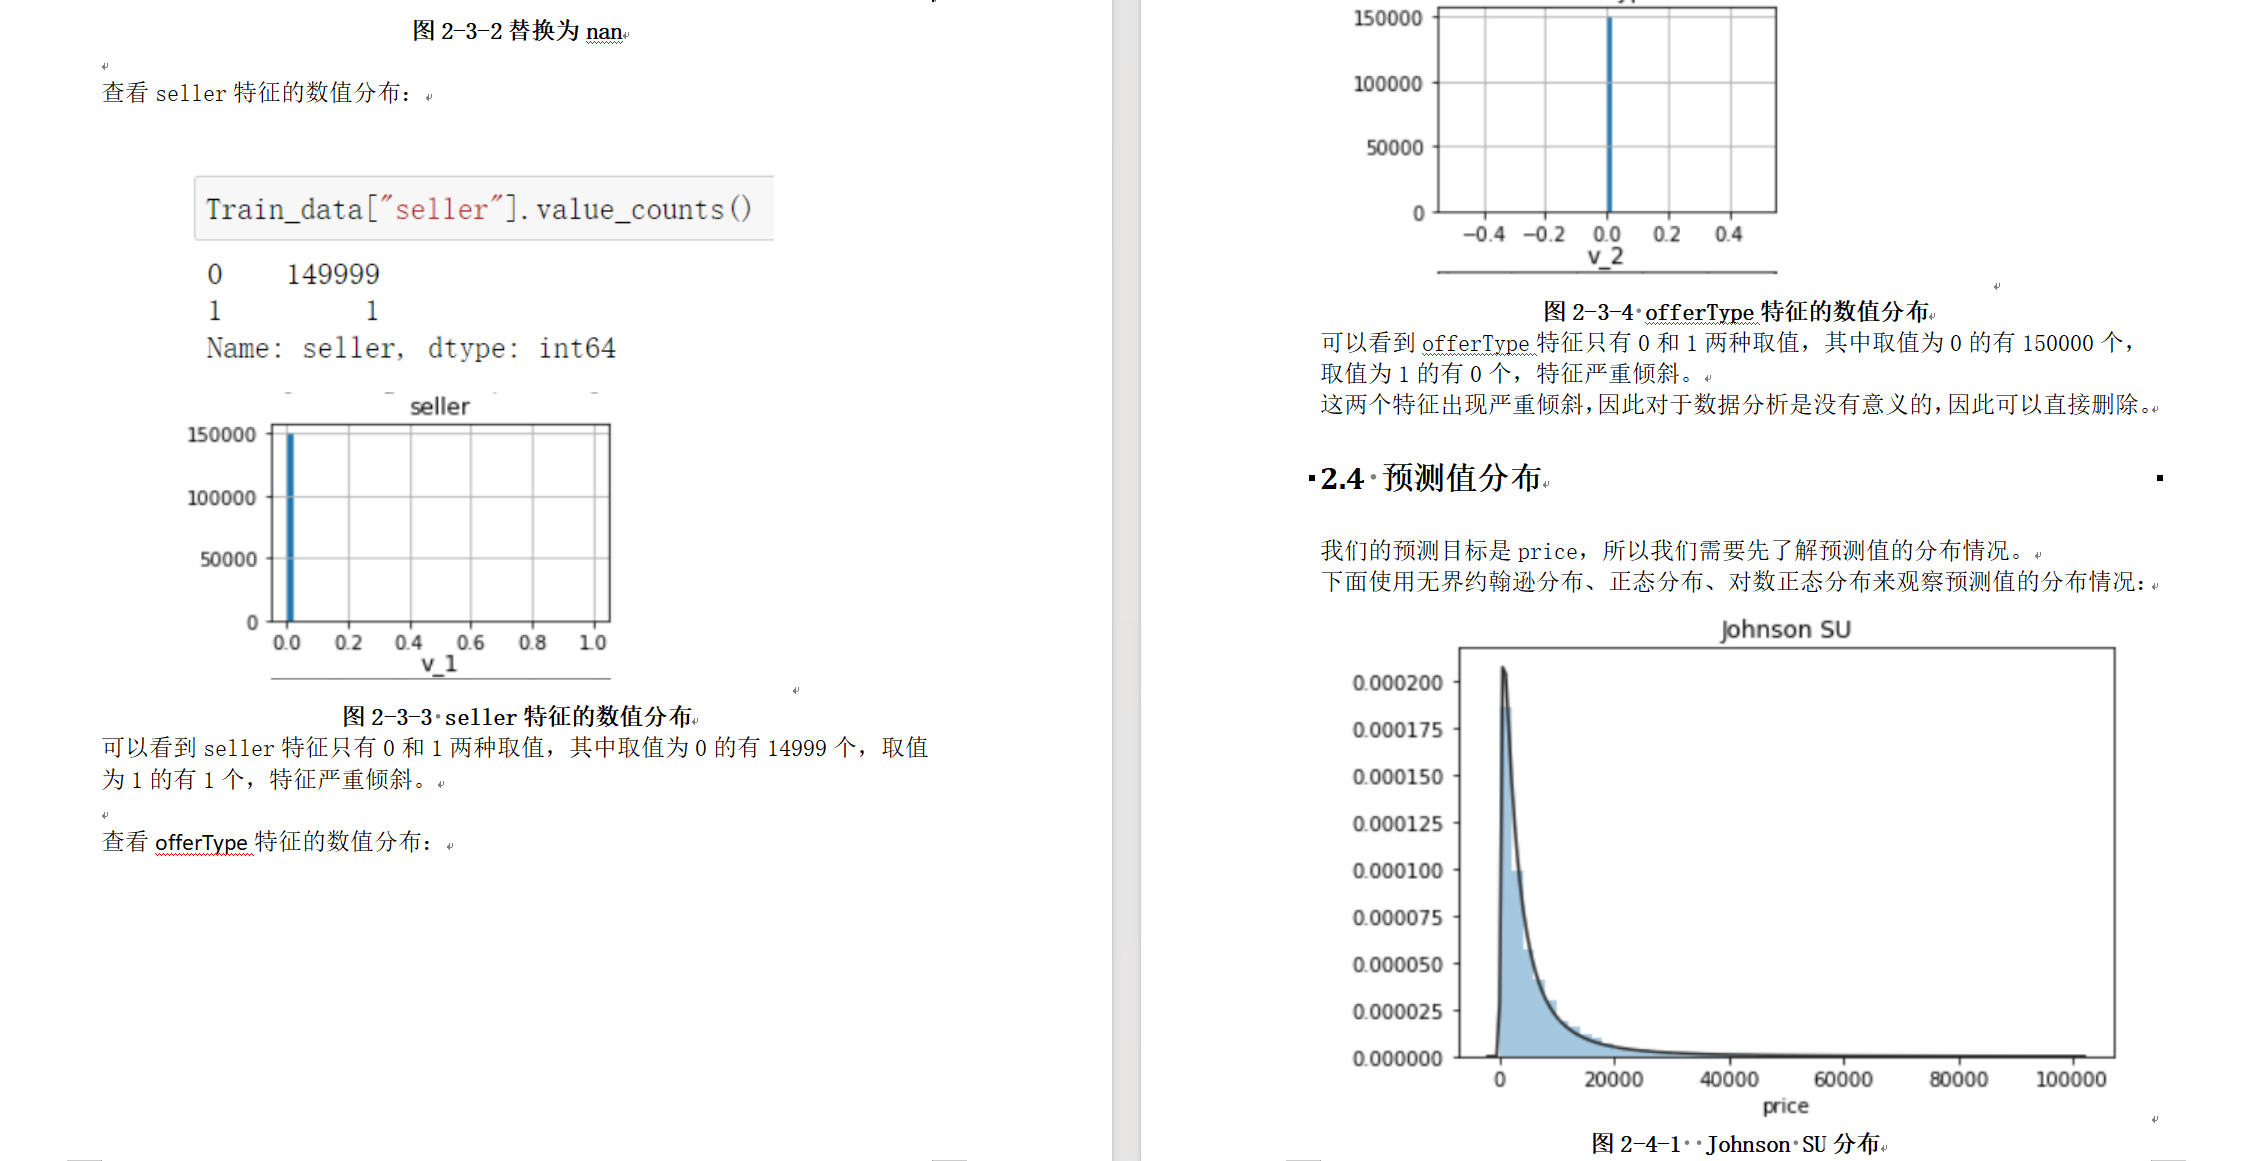 图 2-3-2 替换为 nan
查看 seller 特征的数值分布：
Train_data["seller"].value_counts()
0 149999
1 1
Name: seller, dtype: int64
seller
150000
100000
50000
0
0.0 0.2 0.4 0.6 0.8 1.0
v_1
图 2-3-3 seller 特征的数值分布
可以看到 seller 特征只有 0 和 1 两种取值，其中取值为 0 的有 14999 个，取值
为 1 的有 1 个，特征严重倾斜。
查看 offerType 特征的数值分布：
150000
100000
50000
0
−0.4 −0.2 0.0 0.2 0.4
v_2
图 2-3-4 offerType 特征的数值分布
可以看到 offerType 特征只有 0 和 1 两种取值，其中取值为 0 的有 150000 个，
取值为 1 的有 0 个，特征严重倾斜。
这两个特征出现严重倾斜，因此对于数据分析是没有意义的，因此可以直接删除。
2.4 预测值分布
我们的预测目标是 price，所以我们需要先了解预测值的分布情况。
下面使用无界约翰逊分布、正态分布、对数正态分布来观察预测值的分布情况：
Johnson SU
0.000200
0.000175
0.000150
0.000125
0.000100
0.000075
0.000050
0.000025
0.000000
0 20000 40000 60000 80000 100000
price
图 2-4-1 Johnson SU 分布